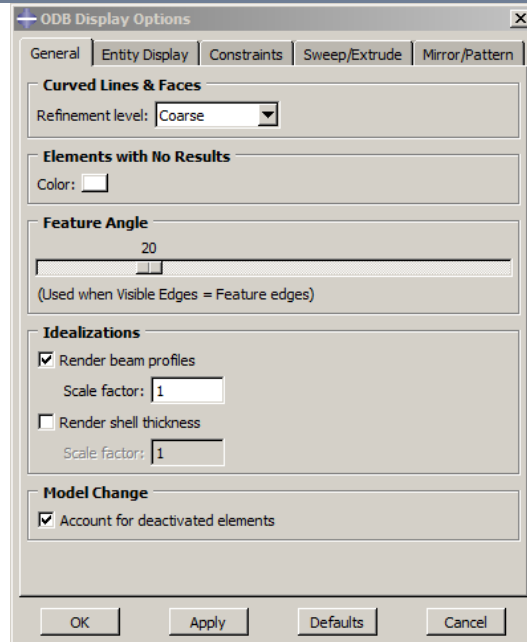 ODB Display Options
General Entity Display Constraints Sweep/Extrude Mirror/Pattern
Curved Lines & Faces
Refinement level: Coarse
Elements with No Results
Color:
Feature Angle
20
(Used when Visible Edges = Feature edges)
Idealizations
Render beam profiles
Scale factor: 1
Render shell thickness
Scale factor: 1
Model Change
Account for deactivated elements
OK Apply Defaults Cancel